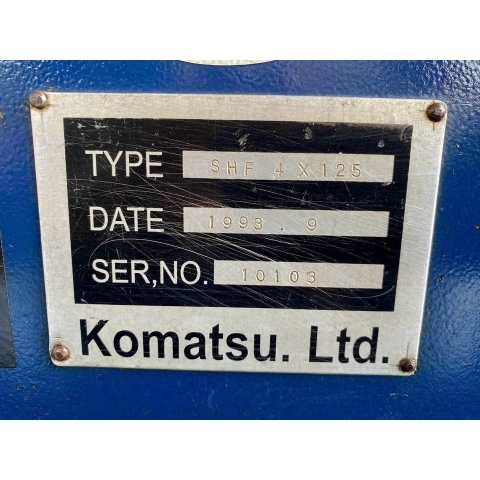 TYPE SHF 4 X 125
DATE 1993 . 9
SER,NO. 10103
Komatsu. Ltd.